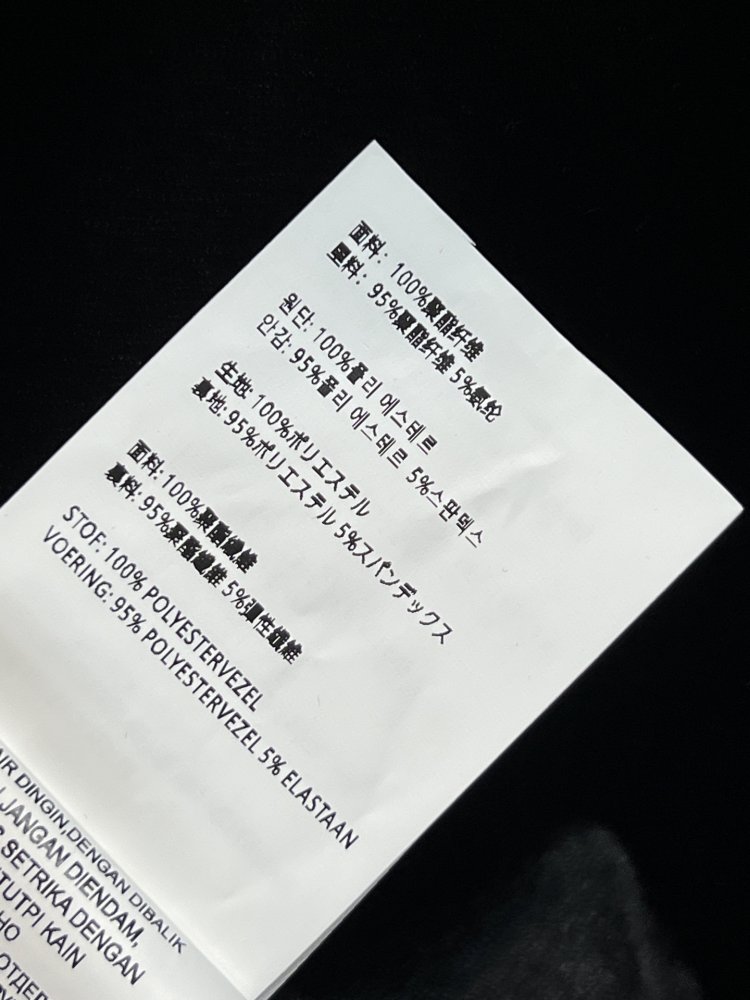 面料: 100%聚酯纤维
里料: 95%聚酯纤维 5%氨纶
원단: 100%폴리 에스테르
안감: 95%폴리 에스테르 5%스판덱스
生地: 100%ポリエステル
裏地:95%ポリエステル 5%スパンデックス
面料:100%聚酯纖維
裏料: 95%聚酯纖維 5%彈性纖維
STOF: 100% POLYESTERVEZEL
VOERING: 95% POLYESTERVEZEL 5% ELASTAAN
AIR DINGIN,DENGAN DIBALIK
JANGAN DIENDAM,
SETRIKA DENGAN
TUTPI KAIN